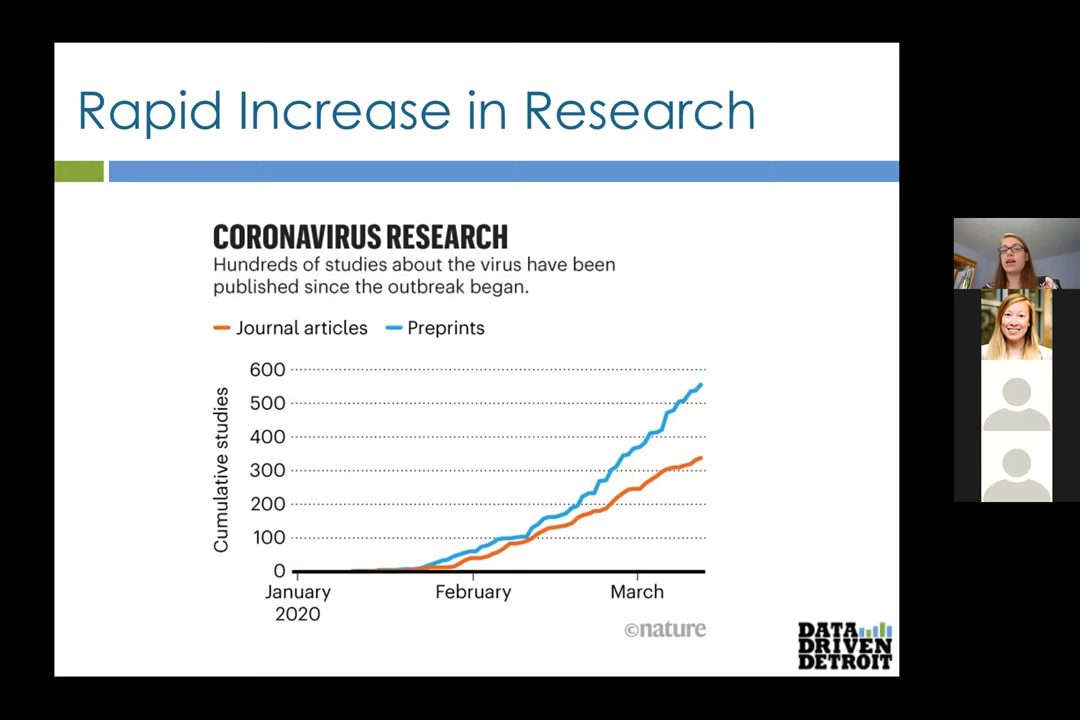 Rapid Increase in Research
CORONAVIRUS RESEARCH
Hundreds of studies about the virus have been
published since the outbreak began.
Journal articles Preprints
Cumulative studies
600
500
400
300
200
100
0
January February March
2020
©nature
DATA
DRIVEN
DETROIT